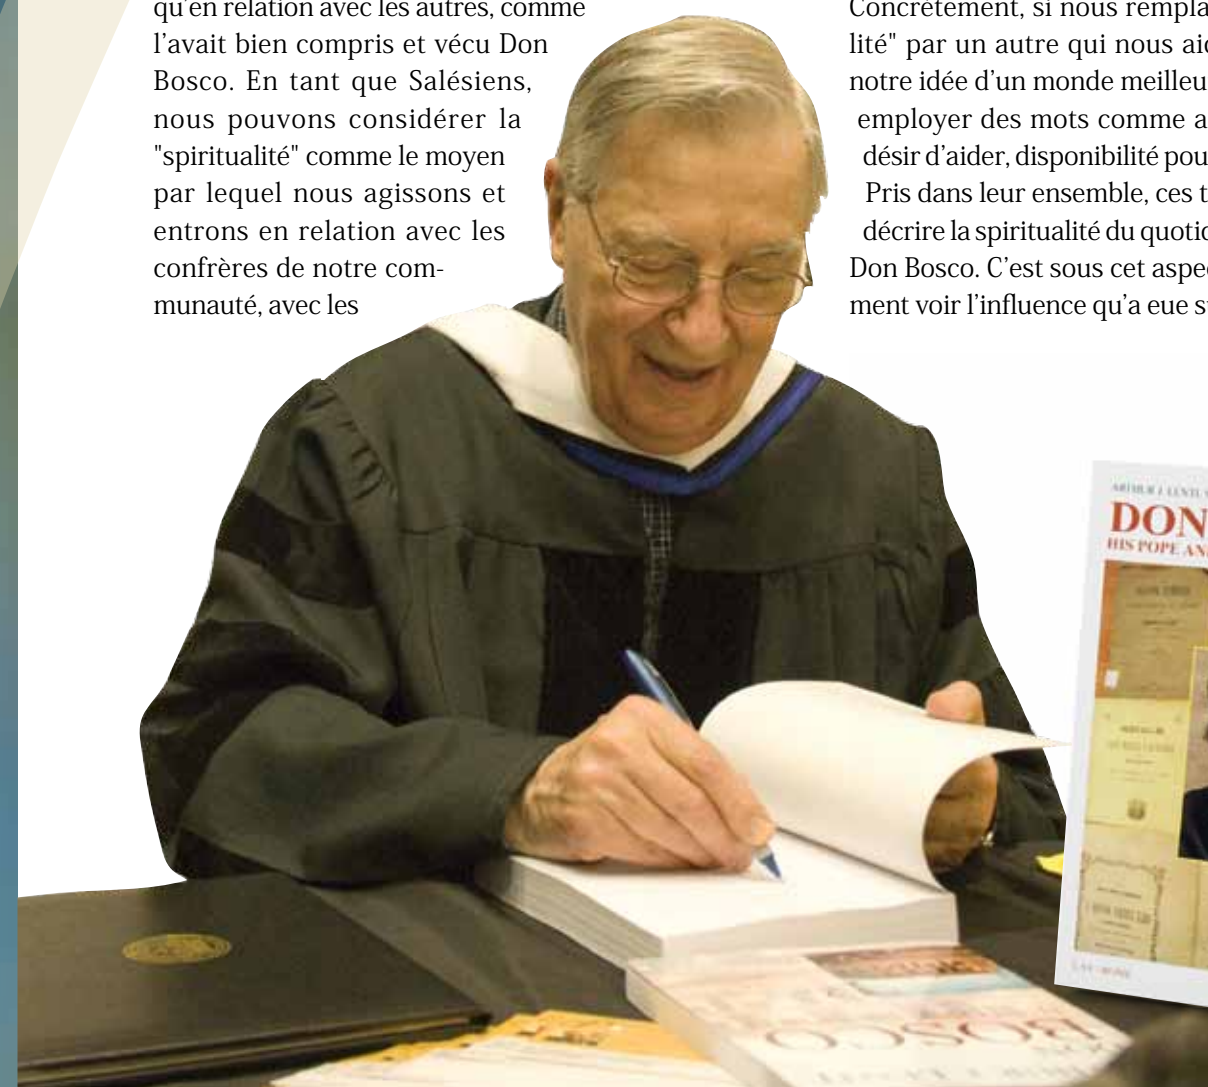 qu'en relation avec les autres, comme
l'avait bien compris et vécu Don
Bosco. En tant que Salésiens,
nous pouvons considérer la
"spiritualité" comme le moyen
par lequel nous agissons et
entrons en relation avec les
confrères de notre com-
munauté, avec les
Concrètement, si nous rempla
lité" par un autre qui nous aid
notre idée d'un monde meilleu
employer des mots comme a
désir d'aider, disponibilité pou
Pris dans leur ensemble, ces t
décrire la spiritualité du quotid
Don Bosco. C'est sous cet aspec
ment voir l'influence qu'a eue s
ARTHUR J. LENTI,
DON
HIS POPE AN
BOSCO